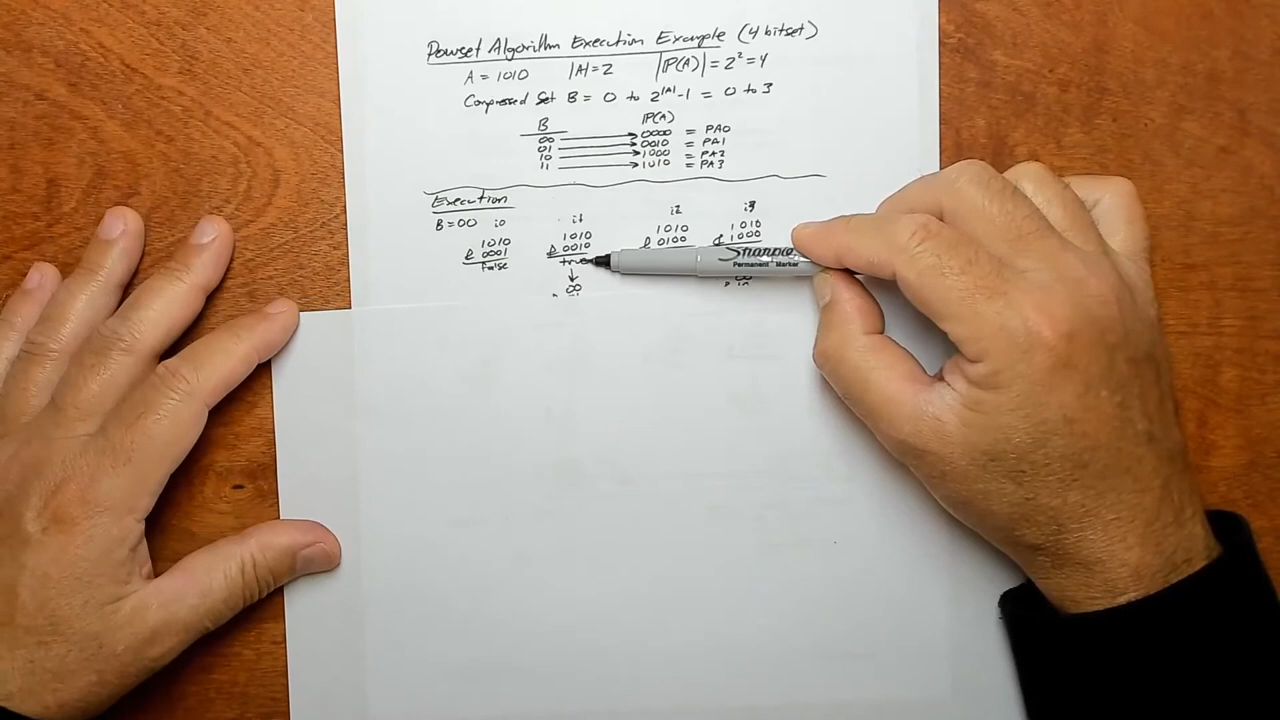 Powset Algorithm Execution Example (4 bitset)
A = 1010 |A|=2 |P(A)| = 2² = 4
Compressed Set B = 0 to 2^|A|-1 = 0 to 3
B P(A)
00 → 0000 = PA0
01 → 0010 = PA1
10 → 1000 = PA2
11 → 1010 = PA3
Execution
B=00 i0 i1 i2 i3
1010 1010 1010 1010
& 0001 & 0010 & 0100 & 1000
false true
↓
00 00
Sharpie
Permanent Marker